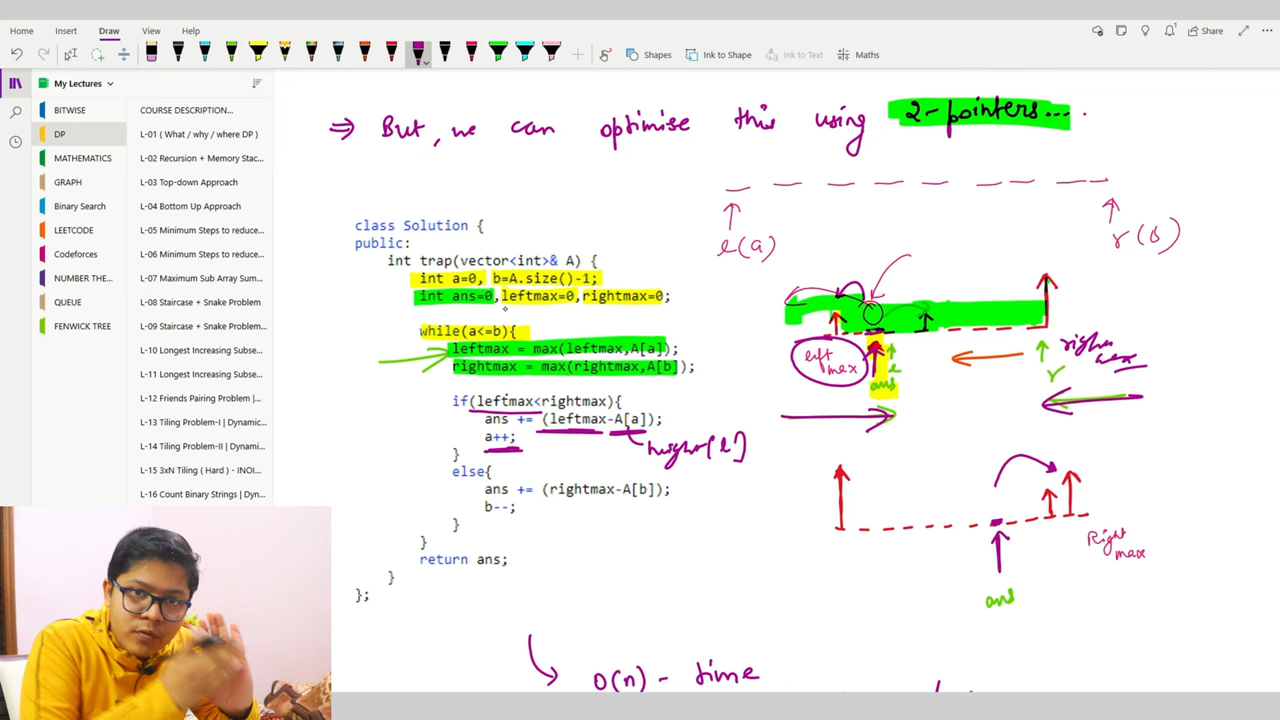 Home Insert Draw View Help
Share
Shapes Ink to Shape Ink to Text Maths
My Lectures
BITWISE COURSE DESCRIPTION...
DP L-01 ( What / why / where DP )
MATHEMATICS L-02 Recursion + Memory Stac...
GRAPH L-03 Top-down Approach
Binary Search L-04 Bottom Up Approach
LEETCODE L-05 Minimum Steps to reduce...
Codeforces L-06 Minimum Steps to reduce...
NUMBER THE... L-07 Maximum Sub Array Sum...
QUEUE L-08 Staircase + Snake Problem
FENWICK TREE L-09 Staircase + Snake Problem...
L-10 Longest Increasing Subse...
L-11 Longest Increasing Subse...
L-12 Friends Pairing Problem |...
L-13 Tiling Problem-I | Dynamic...
L-14 Tiling Problem-II | Dynami...
L-15 3xN Tiling ( Hard ) - INOI...
L-16 Count Binary Strings | Dyn...
⇒ But, we can optimise this using 2-pointers... .
l(a) r(b)
class Solution {
public:
int trap(vector<int>& A) {
int a=0, b=A.size()-1;
int ans=0,leftmax=0,rightmax=0;
while(a<=b){
leftmax = max(leftmax,A[a]);
rightmax = max(rightmax,A[b]);
if(leftmax<rightmax){
ans += (leftmax-A[a]);
a++;
}
else{
ans += (rightmax-A[b]);
b--;
}
}
return ans;
}
};
height[l]
left max
ans
l
r
right max
Right max
ans
O(n) - time